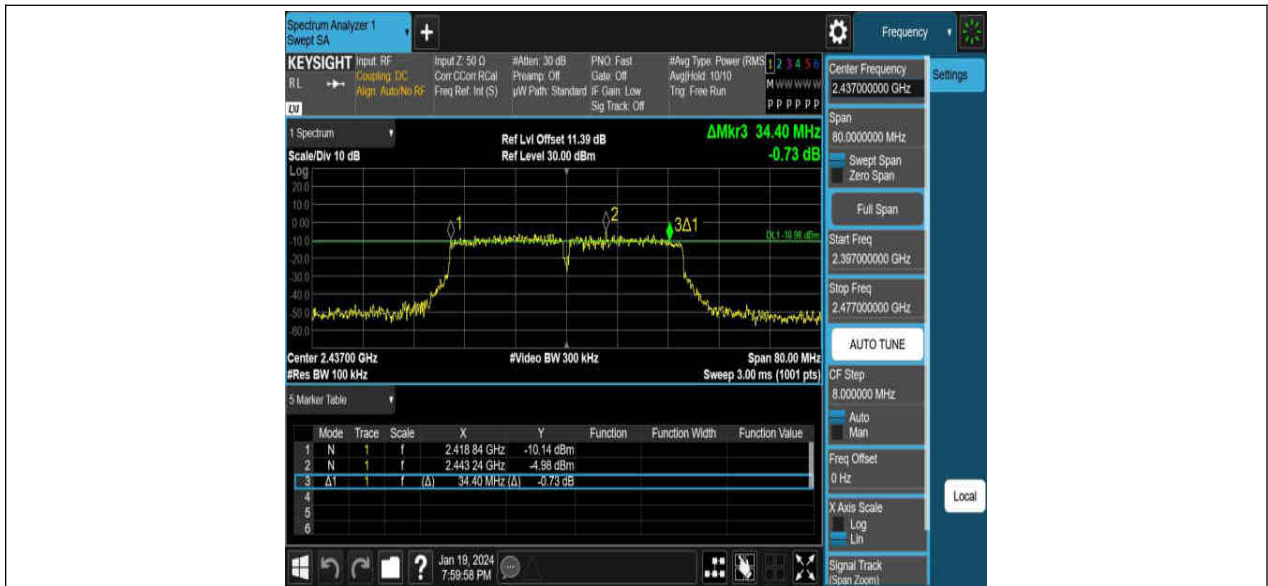 Spectrum Analyzer 1
Swept SA
+
Frequency
KEYSIGHT
RL
LXI
Input: RF
Coupling: DC
Align: Auto/No RF
Input Z: 50 Ω
Corr CCorr RCal
Freq Ref: Int (S)
#Atten: 30 dB
Preamp: Off
µW Path: Standard
PNO: Fast
Gate: Off
IF Gain: Low
Sig Track: Off
#Avg Type: Power (RMS
Avg|Hold: 10/10
Trig: Free Run
1 2 3 4 5 6
M W W W W W
P P P P P P
1 Spectrum
Scale/Div 10 dB
Ref Lvl Offset 11.39 dB
Ref Level 30.00 dBm
ΔMkr3 34.40 MHz
-0.73 dB
Log
20.0
10.0
0.00
-10.0
-20.0
-30.0
-40.0
-50.0
-60.0
1
2
3Δ1
DL1 -10.98 dBm
Center 2.43700 GHz
#Video BW 300 kHz
Span 80.00 MHz
#Res BW 100 kHz
Sweep 3.00 ms (1001 pts)
5 Marker Table
Mode Trace Scale X Y Function Function Width Function Value
1 N 1 f 2.418 84 GHz -10.14 dBm
2 N 1 f 2.443 24 GHz -4.98 dBm
3 Δ1 1 f (Δ) 34.40 MHz (Δ) -0.73 dB
4
5
6
Jan 19, 2024
7:59:58 PM
?
Center Frequency
2.437000000 GHz
Settings
Span
80.0000000 MHz
Swept Span
Zero Span
Full Span
Start Freq
2.397000000 GHz
Stop Freq
2.477000000 GHz
AUTO TUNE
CF Step
8.000000 MHz
Auto
Man
Freq Offset
0 Hz
X Axis Scale
Log
Lin
Local
Signal Track
(Span Zoom)